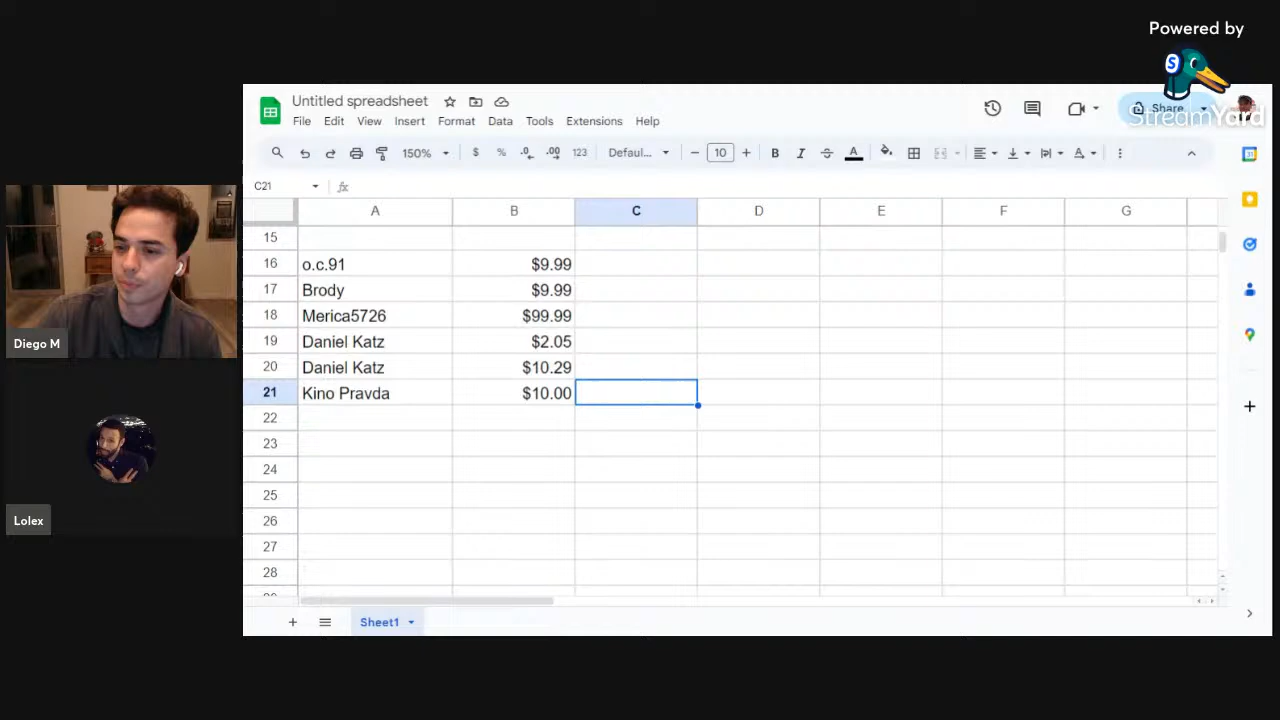 Powered by
StreamYard
Untitled spreadsheet
Share
File Edit View Insert Format Data Tools Extensions Help
150% $ % .0 .00 123 Defaul... 10 B I A
C21 fx
A B C D E F G
15
16 o.c.91 $9.99
17 Brody $9.99
18 Merica5726 $99.99
19 Daniel Katz $2.05
20 Daniel Katz $10.29
21 Kino Pravda $10.00
22
23
24
25
26
27
28
Sheet1
Diego M
Lolex